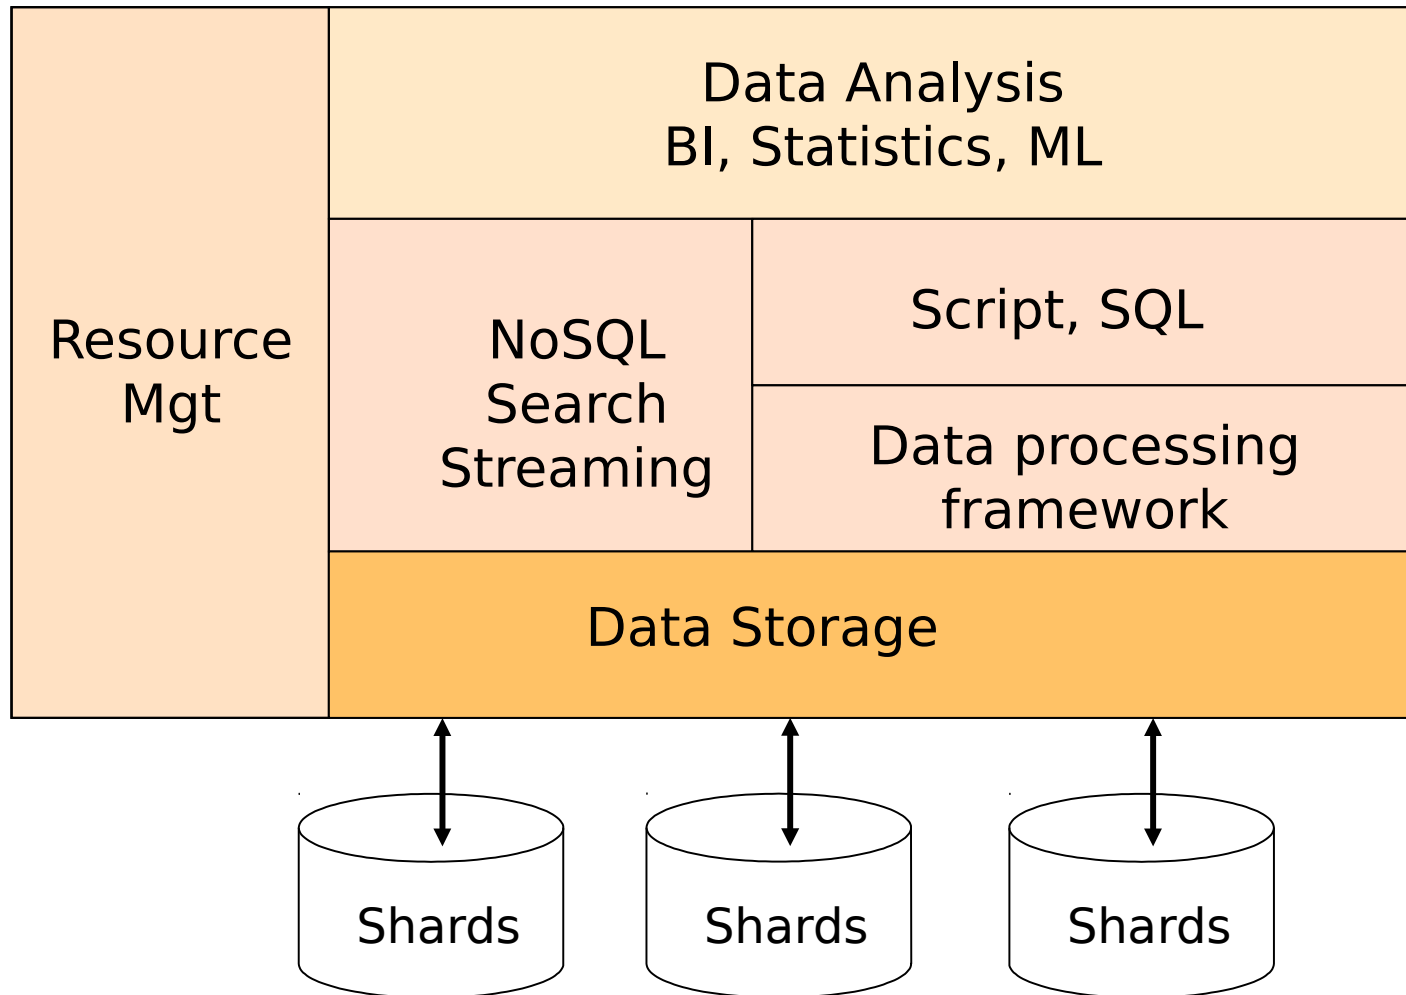 Data Analysis
BI, Statistics, ML
Resource
Mgt
NoSQL
Search
Streaming
Script, SQL
Data processing
framework
Data Storage
Shards
Shards
Shards